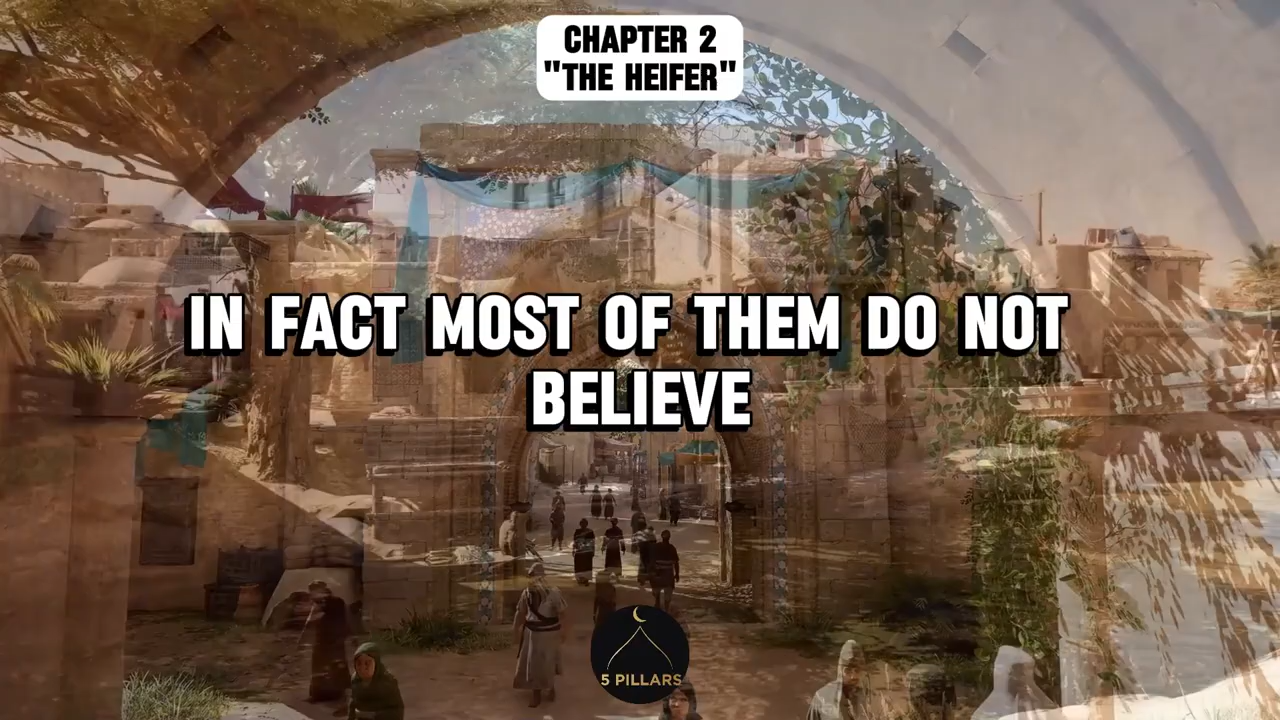 CHAPTER 2
"THE HEIFER"
IN FACT MOST OF THEM DO NOT
BELIEVE
5 PILLARS